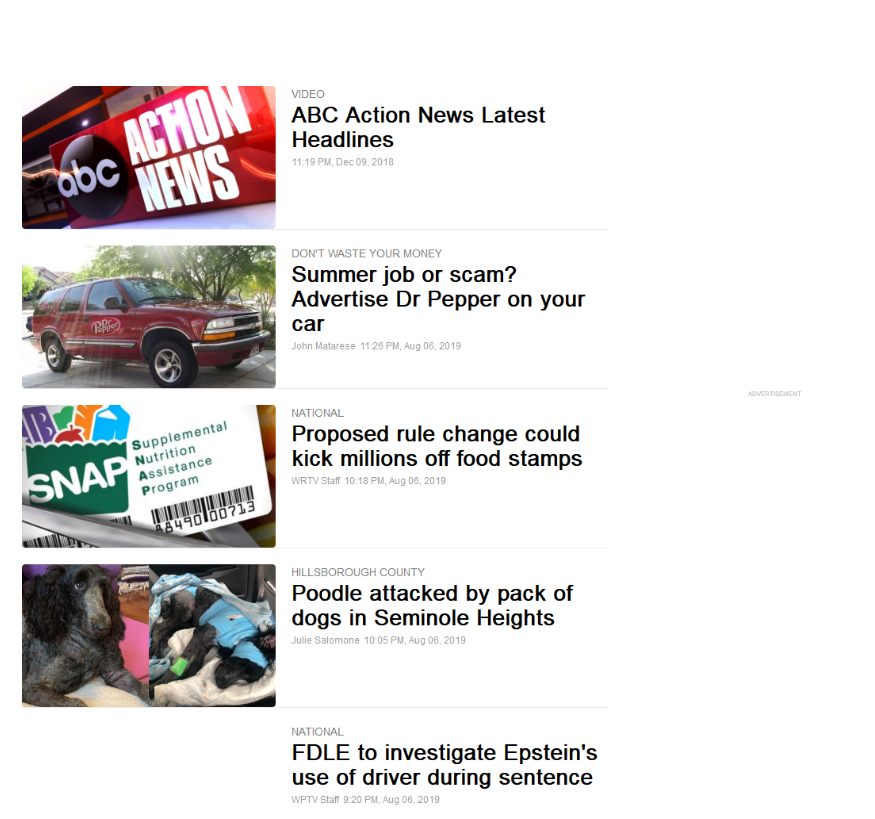 abc
ACTION
NEWS
VIDEO
ABC Action News Latest
Headlines
11:19 PM, Dec 09, 2018
Dr Pepper
DON'T WASTE YOUR MONEY
Summer job or scam?
Advertise Dr Pepper on your
car
John Matarese 11:26 PM, Aug 06, 2019
ADVERTISEMENT
SNAP
Supplemental
Nutrition
Assistance
Program
A8490 00713
NATIONAL
Proposed rule change could
kick millions off food stamps
WRTV Staff 10:18 PM, Aug 06, 2019
HILLSBOROUGH COUNTY
Poodle attacked by pack of
dogs in Seminole Heights
Julie Salomone 10:05 PM, Aug 06, 2019
NATIONAL
FDLE to investigate Epstein's
use of driver during sentence
WPTV Staff 9:20 PM, Aug 06, 2019